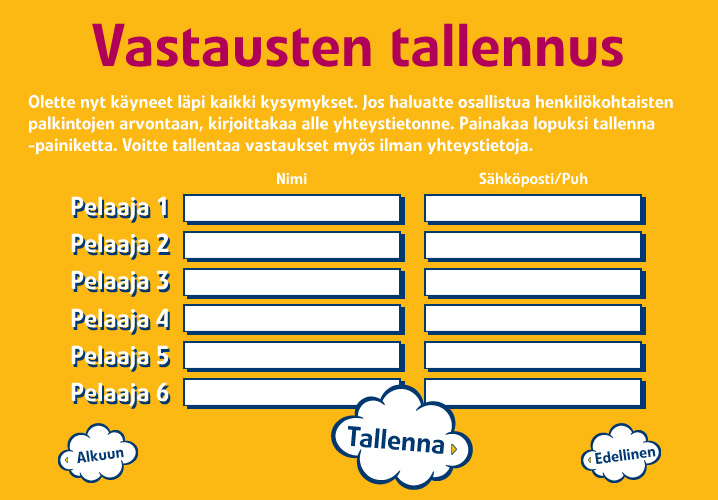 Vastausten tallennus
Olette nyt käyneet läpi kaikki kysymykset. Jos haluatte osallistua henkilökohtaisten
palkintojen arvontaan, kirjoittakaa alle yhteystietonne. Painakaa lopuksi tallenna
-painiketta. Voitte tallentaa vastaukset myös ilman yhteystietoja.
Nimi Sähköposti/Puh
Pelaaja 1
Pelaaja 2
Pelaaja 3
Pelaaja 4
Pelaaja 5
Pelaaja 6
Alkuun Tallenna Edellinen